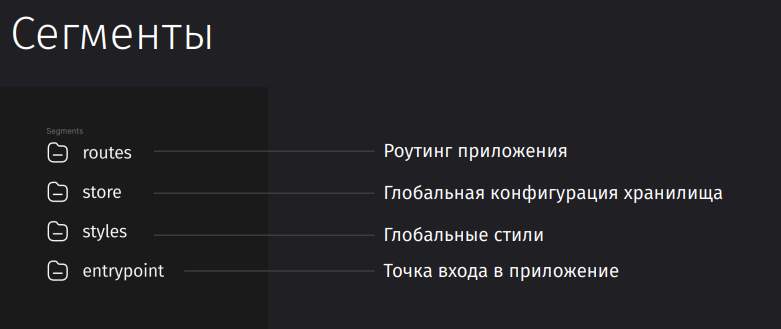 Сегменты
Segments
routes Роутинг приложения
store Глобальная конфигурация хранилища
styles Глобальные стили
entrypoint Точка входа в приложение